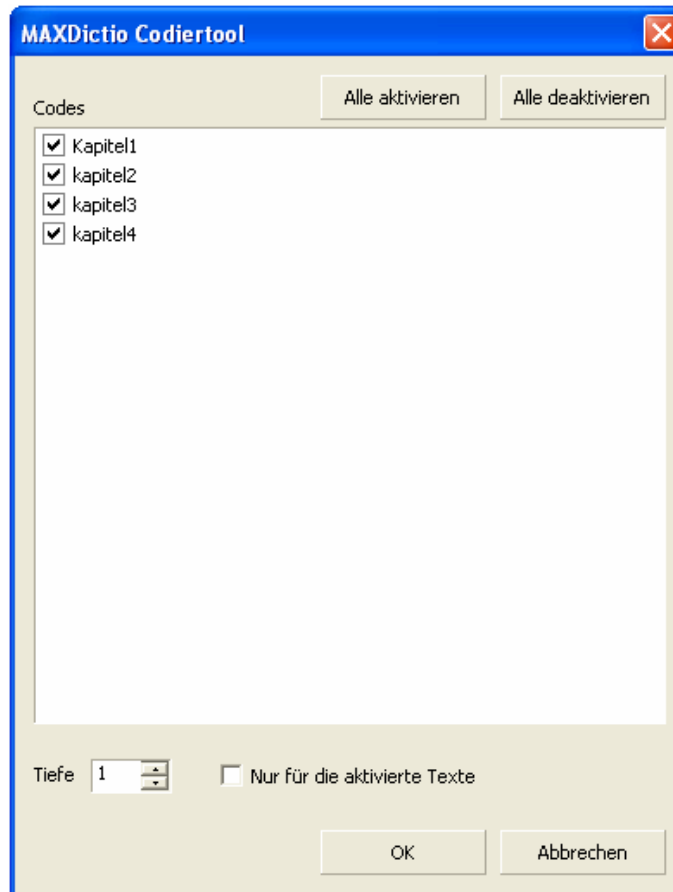 MAXDictio Codiertool
Alle aktivieren
Alle deaktivieren
Codes
Kapitel1
kapitel2
kapitel3
kapitel4
Tiefe 1 Nur für die aktivierte Texte
OK Abbrechen